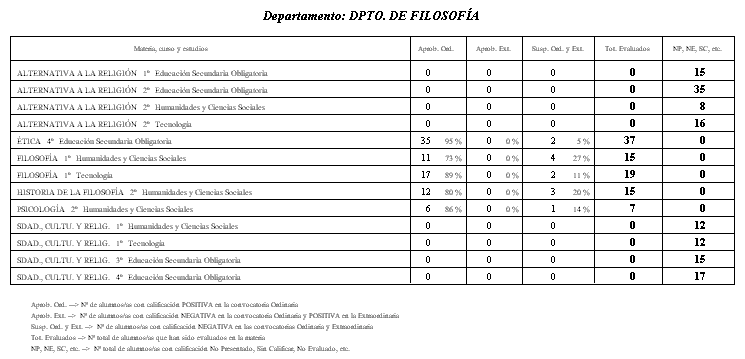 Departamento: DPTO. DE FILOSOFÍA
Materia, curso y estudios Aprob. Ord. Aprob. Ext. Susp. Ord. y Ext. Tot. Evaluados NP, NE, SC, etc.
ALTERNATIVA A LA RELIGIÓN 1º Educación Secundaria Obligatoria 0 0 0 0 15
ALTERNATIVA A LA RELIGIÓN 2º Educación Secundaria Obligatoria 0 0 0 0 35
ALTERNATIVA A LA RELIGIÓN 2º Humanidades y Ciencias Sociales 0 0 0 0 8
ALTERNATIVA A LA RELIGIÓN 2º Tecnología 0 0 0 0 16
ÉTICA 4º Educación Secundaria Obligatoria 35 95 % 0 0 % 2 5 % 37 0
FILOSOFÍA 1º Humanidades y Ciencias Sociales 11 73 % 0 0 % 4 27 % 15 0
FILOSOFÍA 1º Tecnología 17 89 % 0 0 % 2 11 % 19 0
HISTORIA DE LA FILOSOFÍA 2º Humanidades y Ciencias Sociales 12 80 % 0 0 % 3 20 % 15 0
PSICOLOGÍA 2º Humanidades y Ciencias Sociales 6 86 % 0 0 % 1 14 % 7 0
SDAD., CULTU. Y RELIG. 1º Humanidades y Ciencias Sociales 0 0 0 0 12
SDAD., CULTU. Y RELIG. 1º Tecnología 0 0 0 0 12
SDAD., CULTU. Y RELIG. 3º Educación Secundaria Obligatoria 0 0 0 0 15
SDAD., CULTU. Y RELIG. 4º Educación Secundaria Obligatoria 0 0 0 0 17
Aprob. Ord. --> Nº de alumnos/as con calificación POSITIVA en la convocatoria Ordinaria
Aprob. Ext. --> Nº de alumnos/as con calificación NEGATIVA en la convocatoria Ordinaria y POSITIVA en la Extraordinaria
Susp. Ord. y Ext. --> Nº de alumnos/as con calificación NEGATIVA en las convocatorias Ordinaria y Extraordinaria
Tot. Evaluados --> Nº total de alumnos/as que han sido evaluados en la materia
NP, NE, SC, etc. --> Nº total de alumnos/as con calificación No Presentado, Sin Calificar, No Evaluado, etc.